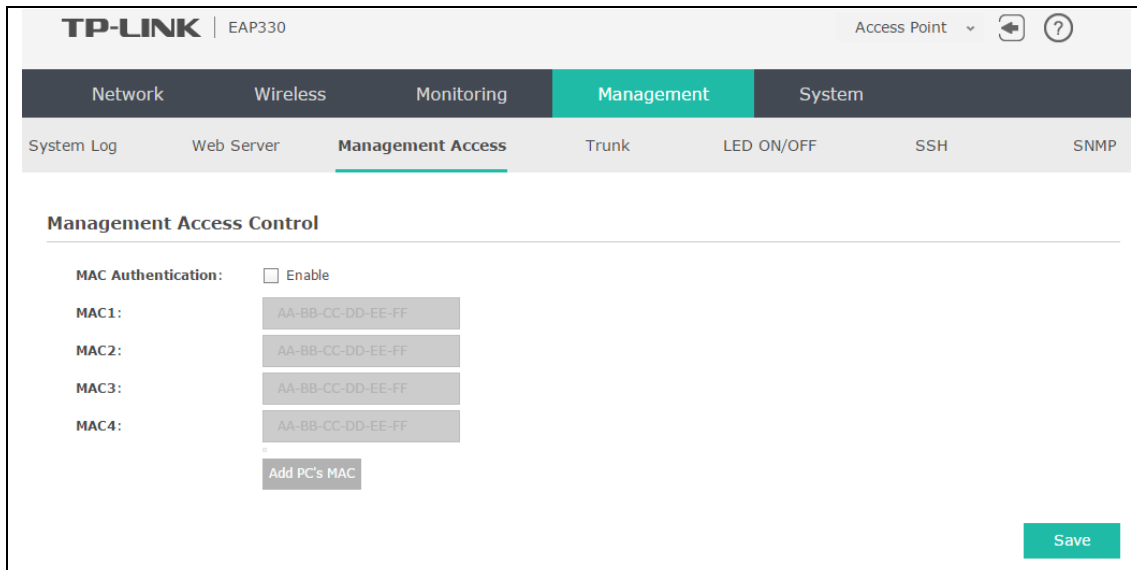 TP-LINK | EAP330
Access Point
?
Network Wireless Monitoring Management System
System Log Web Server Management Access Trunk LED ON/OFF SSH SNMP
Management Access Control
MAC Authentication: Enable
MAC1: AA-BB-CC-DD-EE-FF
MAC2: AA-BB-CC-DD-EE-FF
MAC3: AA-BB-CC-DD-EE-FF
MAC4: AA-BB-CC-DD-EE-FF
Add PC's MAC
Save